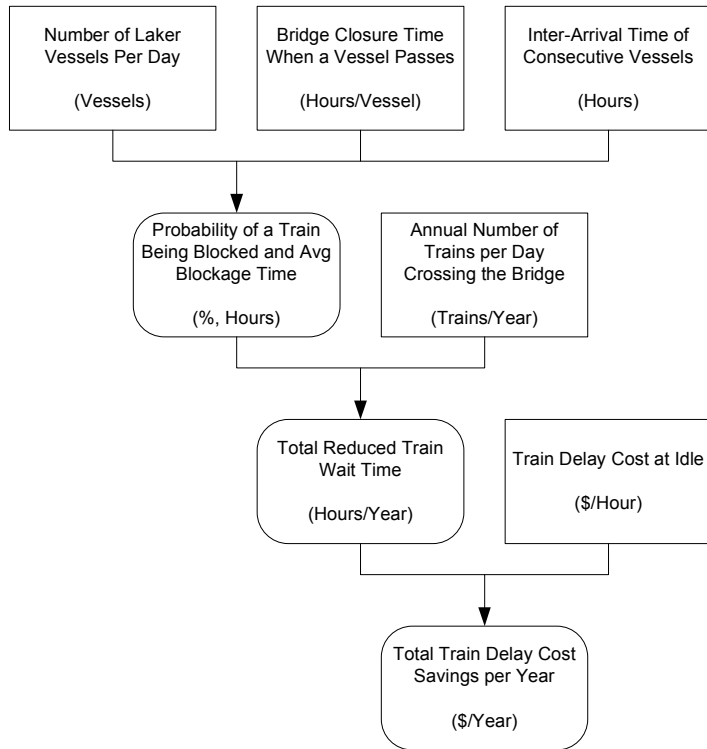 Number of Laker
Vessels Per Day
(Vessels)
Bridge Closure Time
When a Vessel Passes
(Hours/Vessel)
Inter-Arrival Time of
Consecutive Vessels
(Hours)
Probability of a Train
Being Blocked and Avg
Blockage Time
(%, Hours)
Annual Number of
Trains per Day
Crossing the Bridge
(Trains/Year)
Total Reduced Train
Wait Time
(Hours/Year)
Train Delay Cost at Idle
($/Hour)
Total Train Delay Cost
Savings per Year
($/Year)